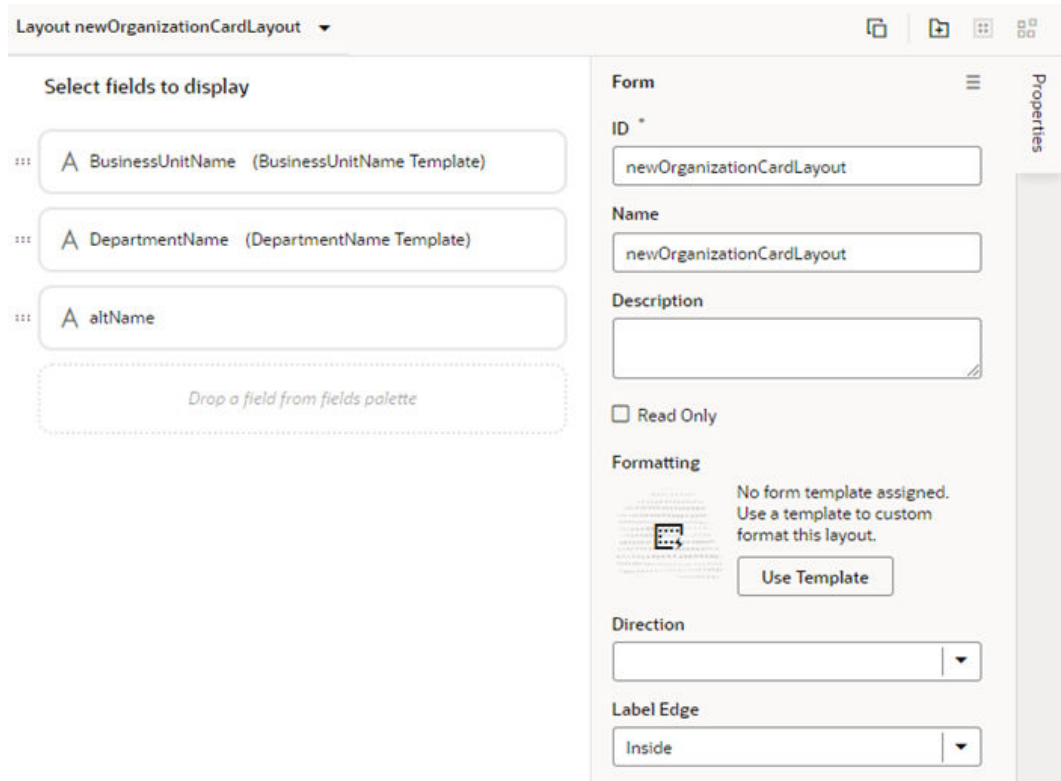 Layout newOrganizationCardLayout
Select fields to display
A BusinessUnitName (BusinessUnitName Template)
A DepartmentName (DepartmentName Template)
A altName
Drop a field from fields palette
Form
ID *
newOrganizationCardLayout
Name
newOrganizationCardLayout
Description
Read Only
Formatting
No form template assigned.
Use a template to custom
format this layout.
Use Template
Direction
Label Edge
Inside
Properties